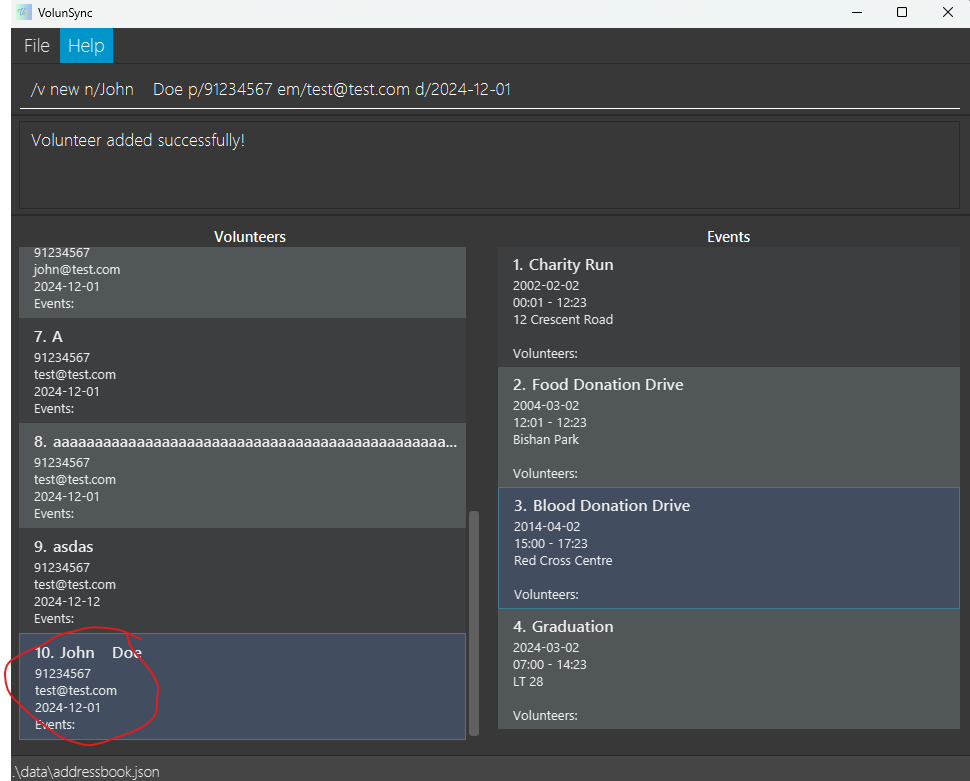 VolunSync
File Help
/v new n/John    Doe p/91234567 em/test@test.com d/2024-12-01
Volunteer added successfully!
Volunteers
91234567
john@test.com
2024-12-01
Events:
7. A
91234567
test@test.com
2024-12-01
Events:
8. aaaaaaaaaaaaaaaaaaaaaaaaaaaaaaaaaaaaaaaaaaaaaaa...
91234567
test@test.com
2024-12-01
Events:
9. asdas
91234567
test@test.com
2024-12-12
Events:
10. John    Doe
91234567
test@test.com
2024-12-01
Events:
Events
1. Charity Run
2002-02-02
00:01 - 12:23
12 Crescent Road
Volunteers:
2. Food Donation Drive
2004-03-02
12:01 - 12:23
Bishan Park
Volunteers:
3. Blood Donation Drive
2014-04-02
15:00 - 17:23
Red Cross Centre
Volunteers:
4. Graduation
2024-03-02
07:00 - 14:23
LT 28
Volunteers:
.\data\addressbook.json